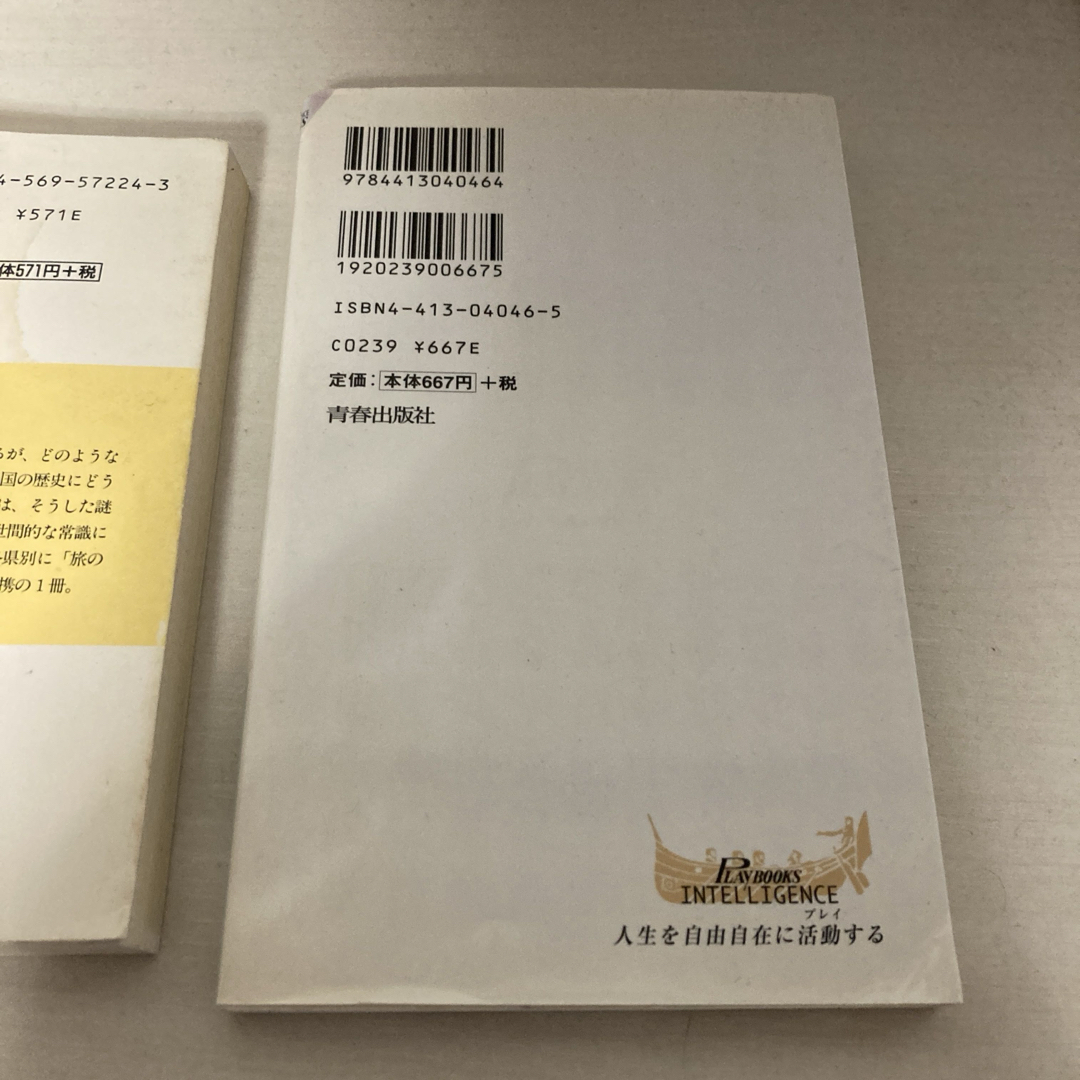 4-569-57224-3
¥571E
体571円+税
るが、どのような
国の歴史にどう
は、そうした謎
世間的な常識に
県別に「旅の
携の1冊。
9784413040464
1920239006675
ISBN4-413-04046-5
C0239 ¥667E
定価:本体667円+税
青春出版社
PLAYBOOKS
INTELLIGENCE
プレイ
人生を自由自在に活動する